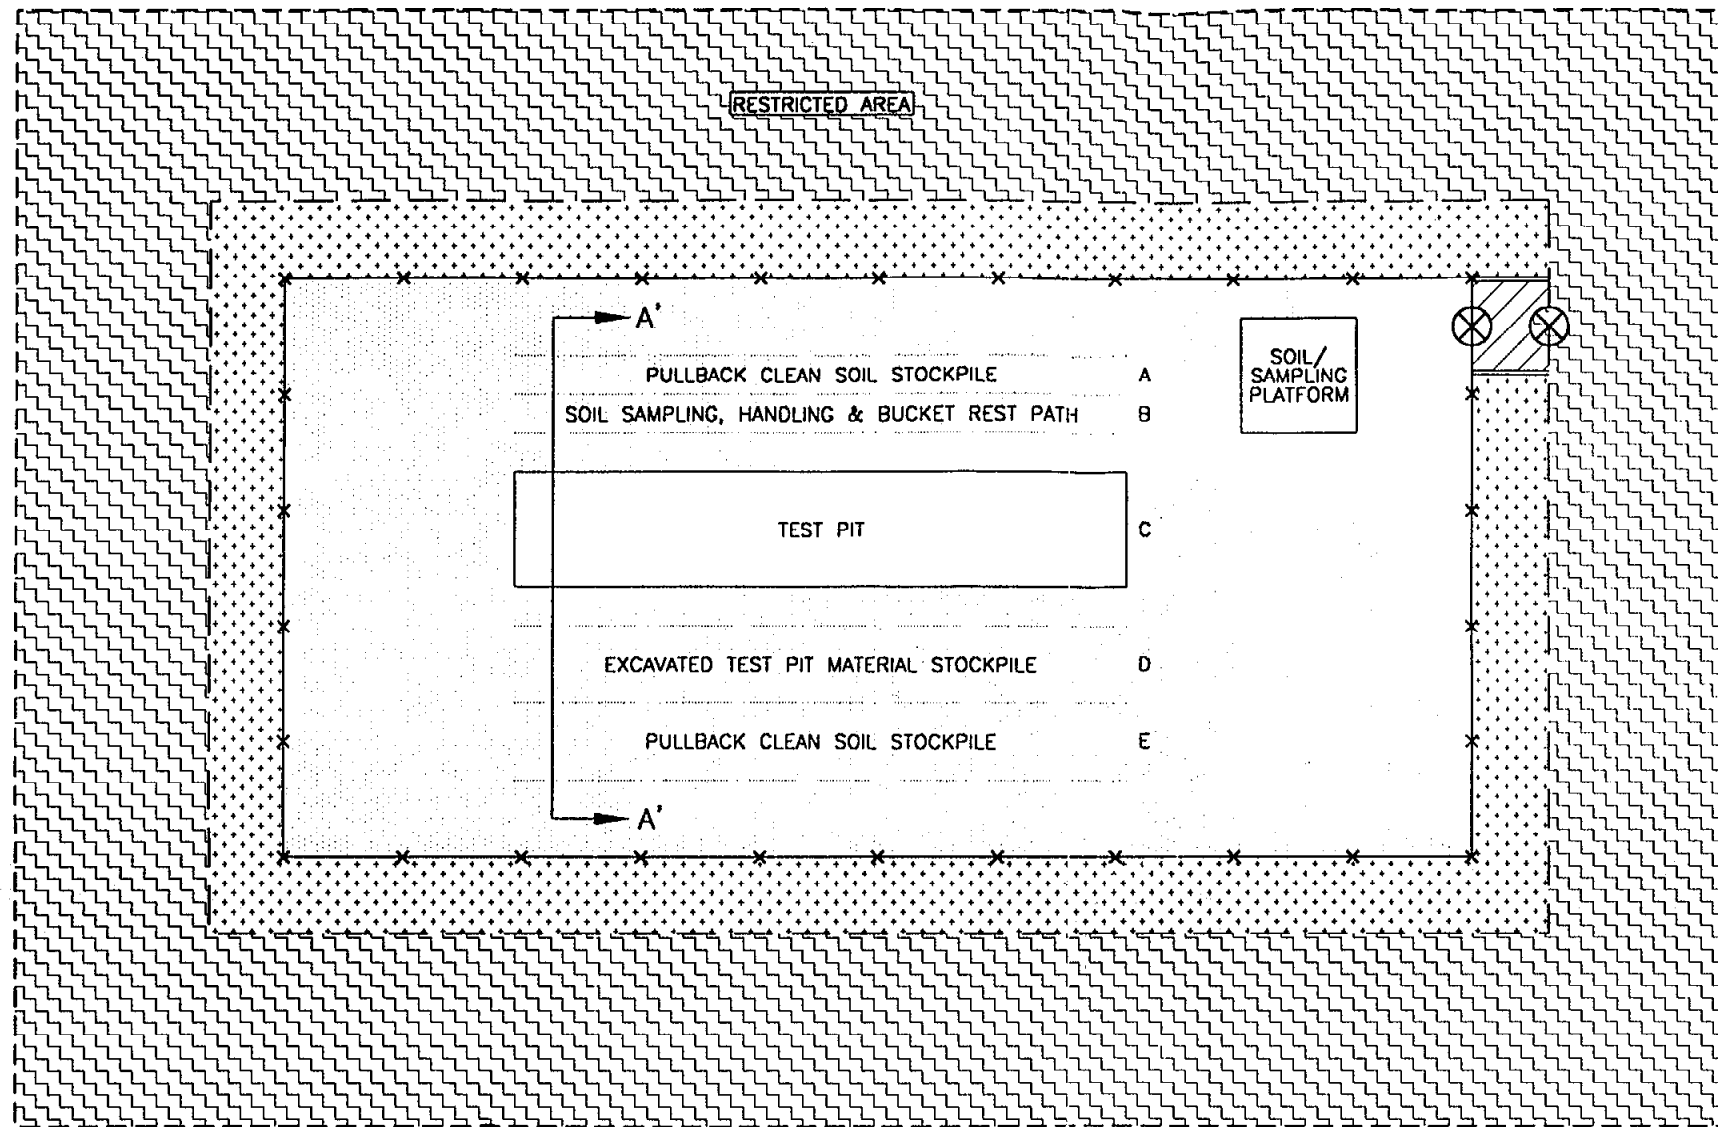 RESTRICTED AREA
A'
PULLBACK CLEAN SOIL STOCKPILE A
SOIL SAMPLING, HANDLING & BUCKET REST PATH B
SOIL/
SAMPLING
PLATFORM
TEST PIT C
EXCAVATED TEST PIT MATERIAL STOCKPILE D
PULLBACK CLEAN SOIL STOCKPILE E
A'